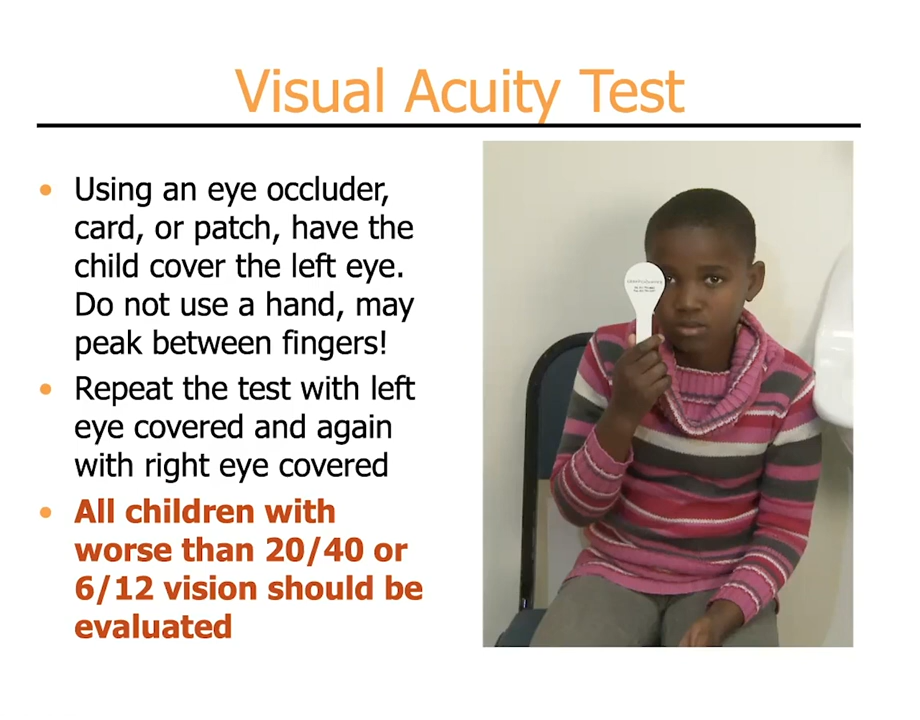 Visual Acuity Test
Using an eye occluder,
card, or patch, have the
child cover the left eye.
Do not use a hand, may
peak between fingers!
Repeat the test with left
eye covered and again
with right eye covered
All children with
worse than 20/40 or
6/12 vision should be
evaluated